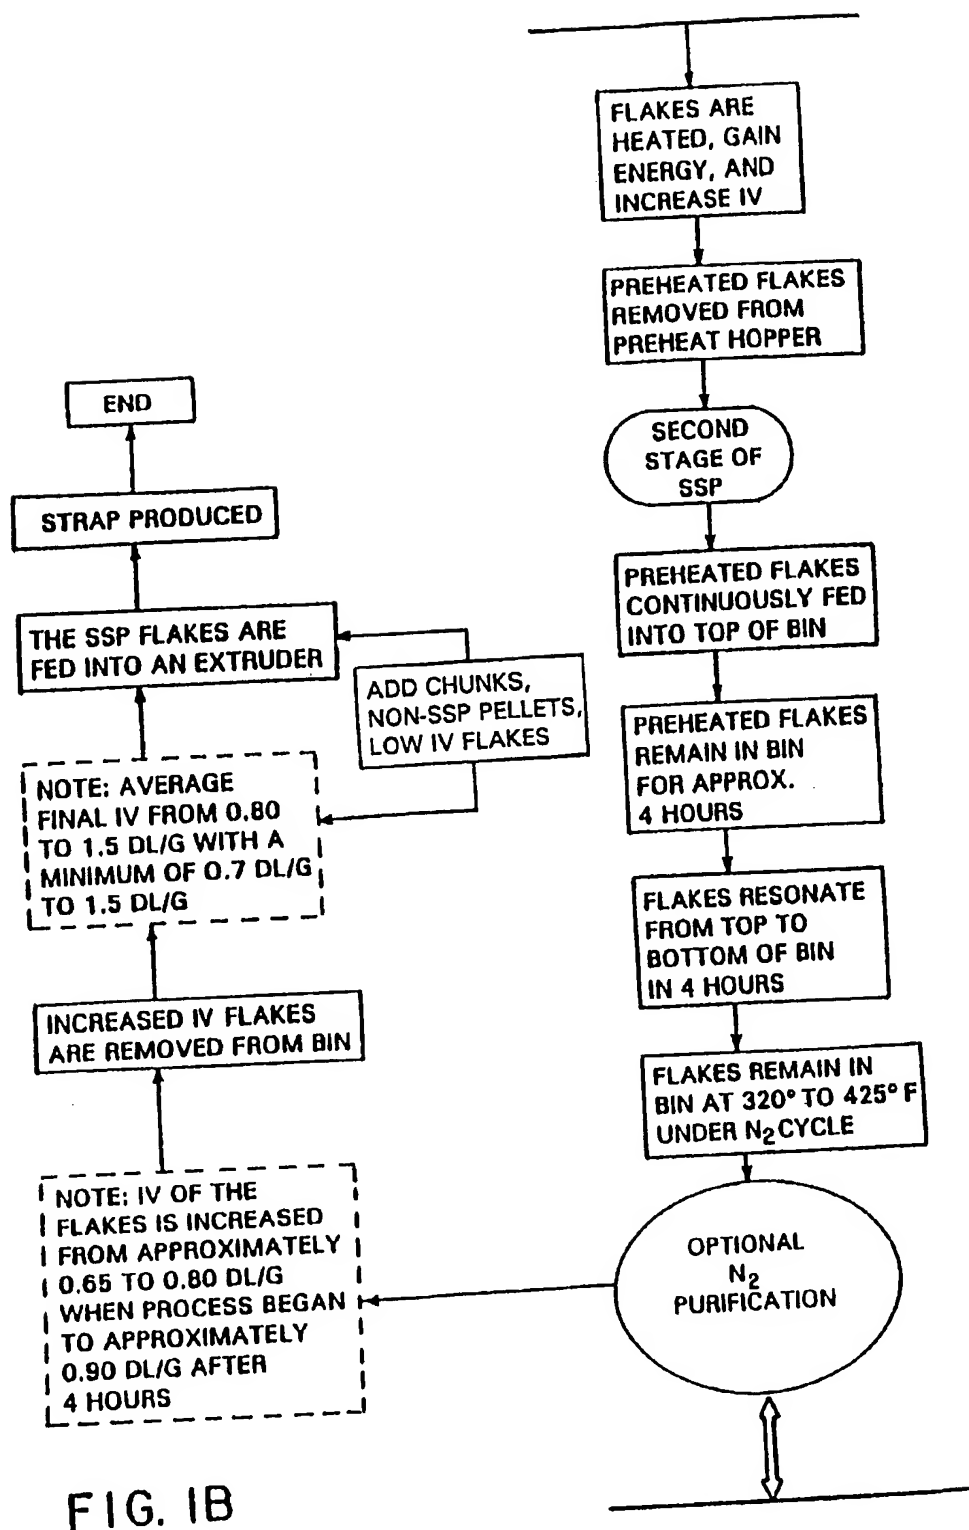 FLAKES ARE
HEATED, GAIN
ENERGY, AND
INCREASE IV
PREHEATED FLAKES
REMOVED FROM
PREHEAT HOPPER
SECOND
STAGE OF
SSP
PREHEATED FLAKES
CONTINUOUSLY FED
INTO TOP OF BIN
PREHEATED FLAKES
REMAIN IN BIN
FOR APPROX.
4 HOURS
FLAKES RESONATE
FROM TOP TO
BOTTOM OF BIN
IN 4 HOURS
FLAKES REMAIN IN
BIN AT 320° TO 425° F
UNDER N₂ CYCLE
OPTIONAL
N₂
PURIFICATION
NOTE: IV OF THE
FLAKES IS INCREASED
FROM APPROXIMATELY
0.65 TO 0.80 DL/G
WHEN PROCESS BEGAN
TO APPROXIMATELY
0.90 DL/G AFTER
4 HOURS
INCREASED IV FLAKES
ARE REMOVED FROM BIN
NOTE: AVERAGE
FINAL IV FROM 0.80
TO 1.5 DL/G WITH A
MINIMUM OF 0.7 DL/G
TO 1.5 DL/G
ADD CHUNKS,
NON-SSP PELLETS,
LOW IV FLAKES
THE SSP FLAKES ARE
FED INTO AN EXTRUDER
STRAP PRODUCED
END
FIG. 1B